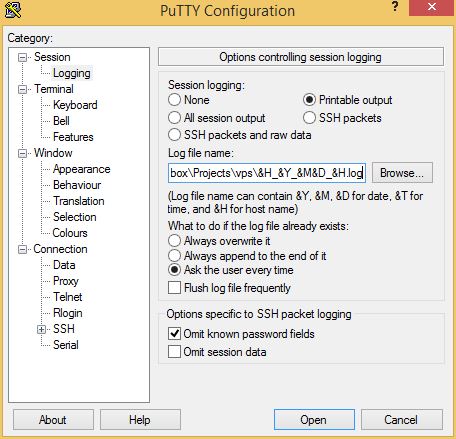 PuTTY Configuration
?
Category:
Session
Logging
Terminal
Keyboard
Bell
Features
Window
Appearance
Behaviour
Translation
Selection
Colours
Connection
Data
Proxy
Telnet
Rlogin
SSH
Serial
Options controlling session logging
Session logging:
None
Printable output
All session output
SSH packets
SSH packets and raw data
Log file name:
box\Projects\vps\&H_&Y_&M&D_&H.log
Browse...
(Log file name can contain &Y, &M, &D for date, &T for
time, and &H for host name)
What to do if the log file already exists:
Always overwrite it
Always append to the end of it
Ask the user every time
Flush log file frequently
Options specific to SSH packet logging
Omit known password fields
Omit session data
About
Help
Open
Cancel